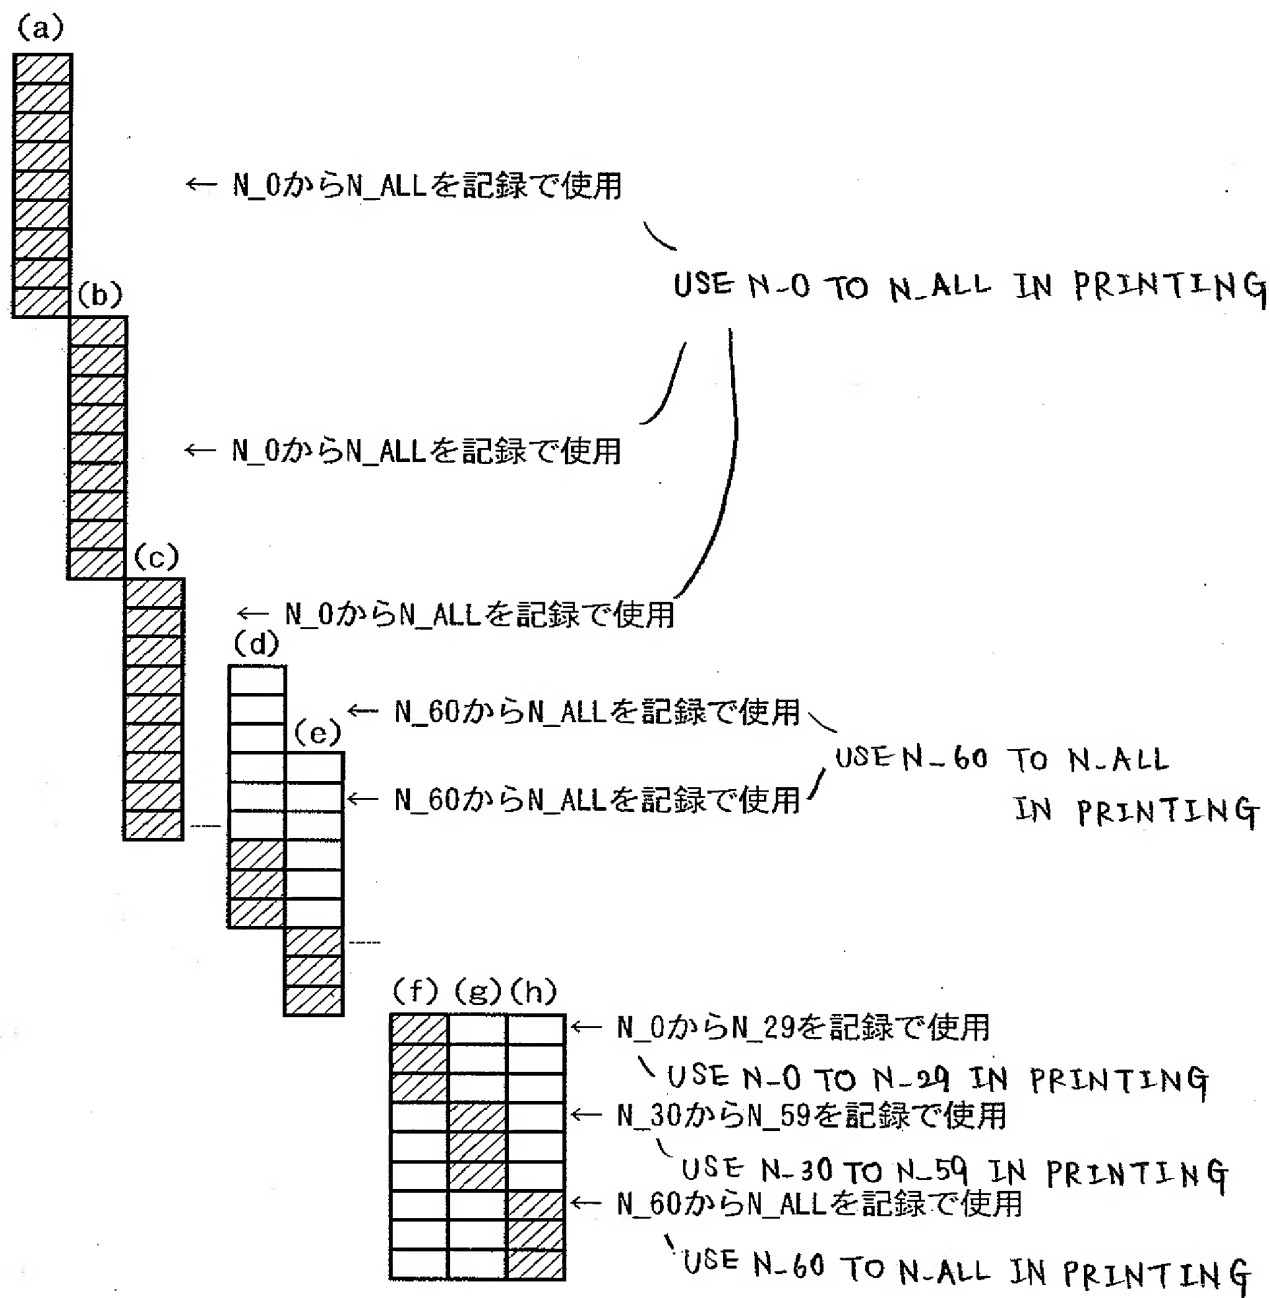 (a)
← N_0からN_ALLを記録で使用
USE N_0 TO N_ALL IN PRINTING
(b)
← N_0からN_ALLを記録で使用
(c)
← N_0からN_ALLを記録で使用
(d)
← N_60からN_ALLを記録で使用
(e)
USE N_60 TO N_ALL
← N_60からN_ALLを記録で使用
IN PRINTING
(f) (g) (h)
← N_0からN_29を記録で使用
USE N_0 TO N_29 IN PRINTING
← N_30からN_59を記録で使用
USE N_30 TO N_59 IN PRINTING
← N_60からN_ALLを記録で使用
USE N_60 TO N_ALL IN PRINTING